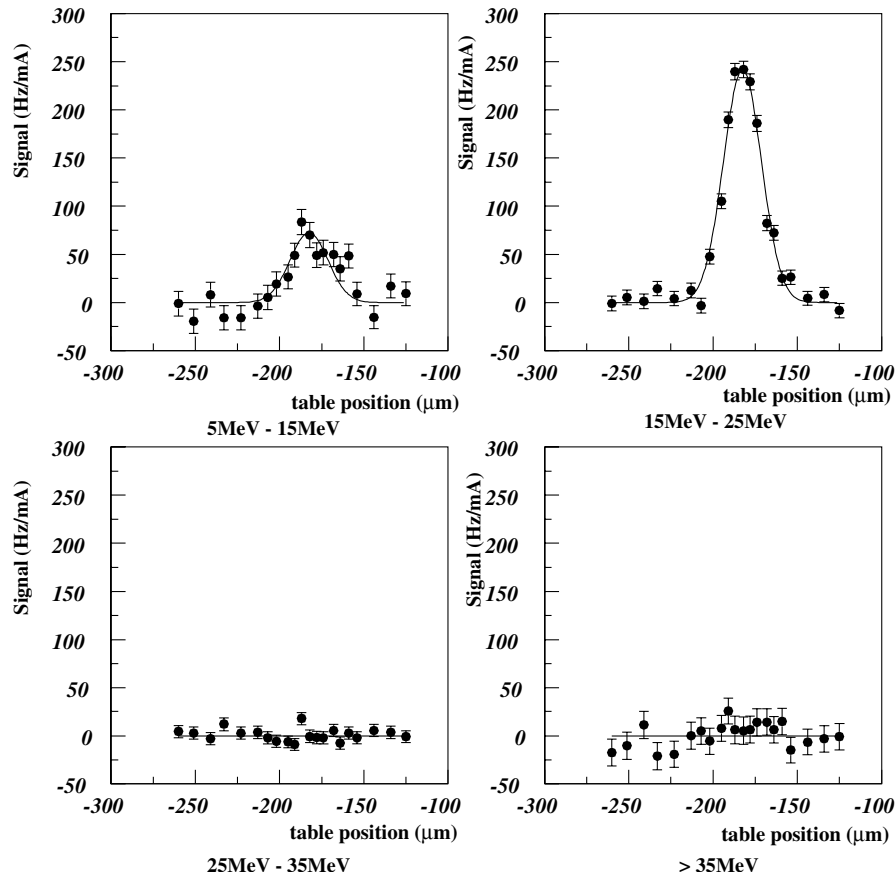 Signal (Hz/mA)
300
250
200
150
100
50
0
-50
-300 -250 -200 -150 -100
table position (μm)
5MeV - 15MeV
Signal (Hz/mA)
300
250
200
150
100
50
0
-50
-300 -250 -200 -150 -100
table position (μm)
15MeV - 25MeV
Signal (Hz/mA)
300
250
200
150
100
50
0
-50
-300 -250 -200 -150 -100
table position (μm)
25MeV - 35MeV
Signal (Hz/mA)
300
250
200
150
100
50
0
-50
-300 -250 -200 -150 -100
table position (μm)
> 35MeV